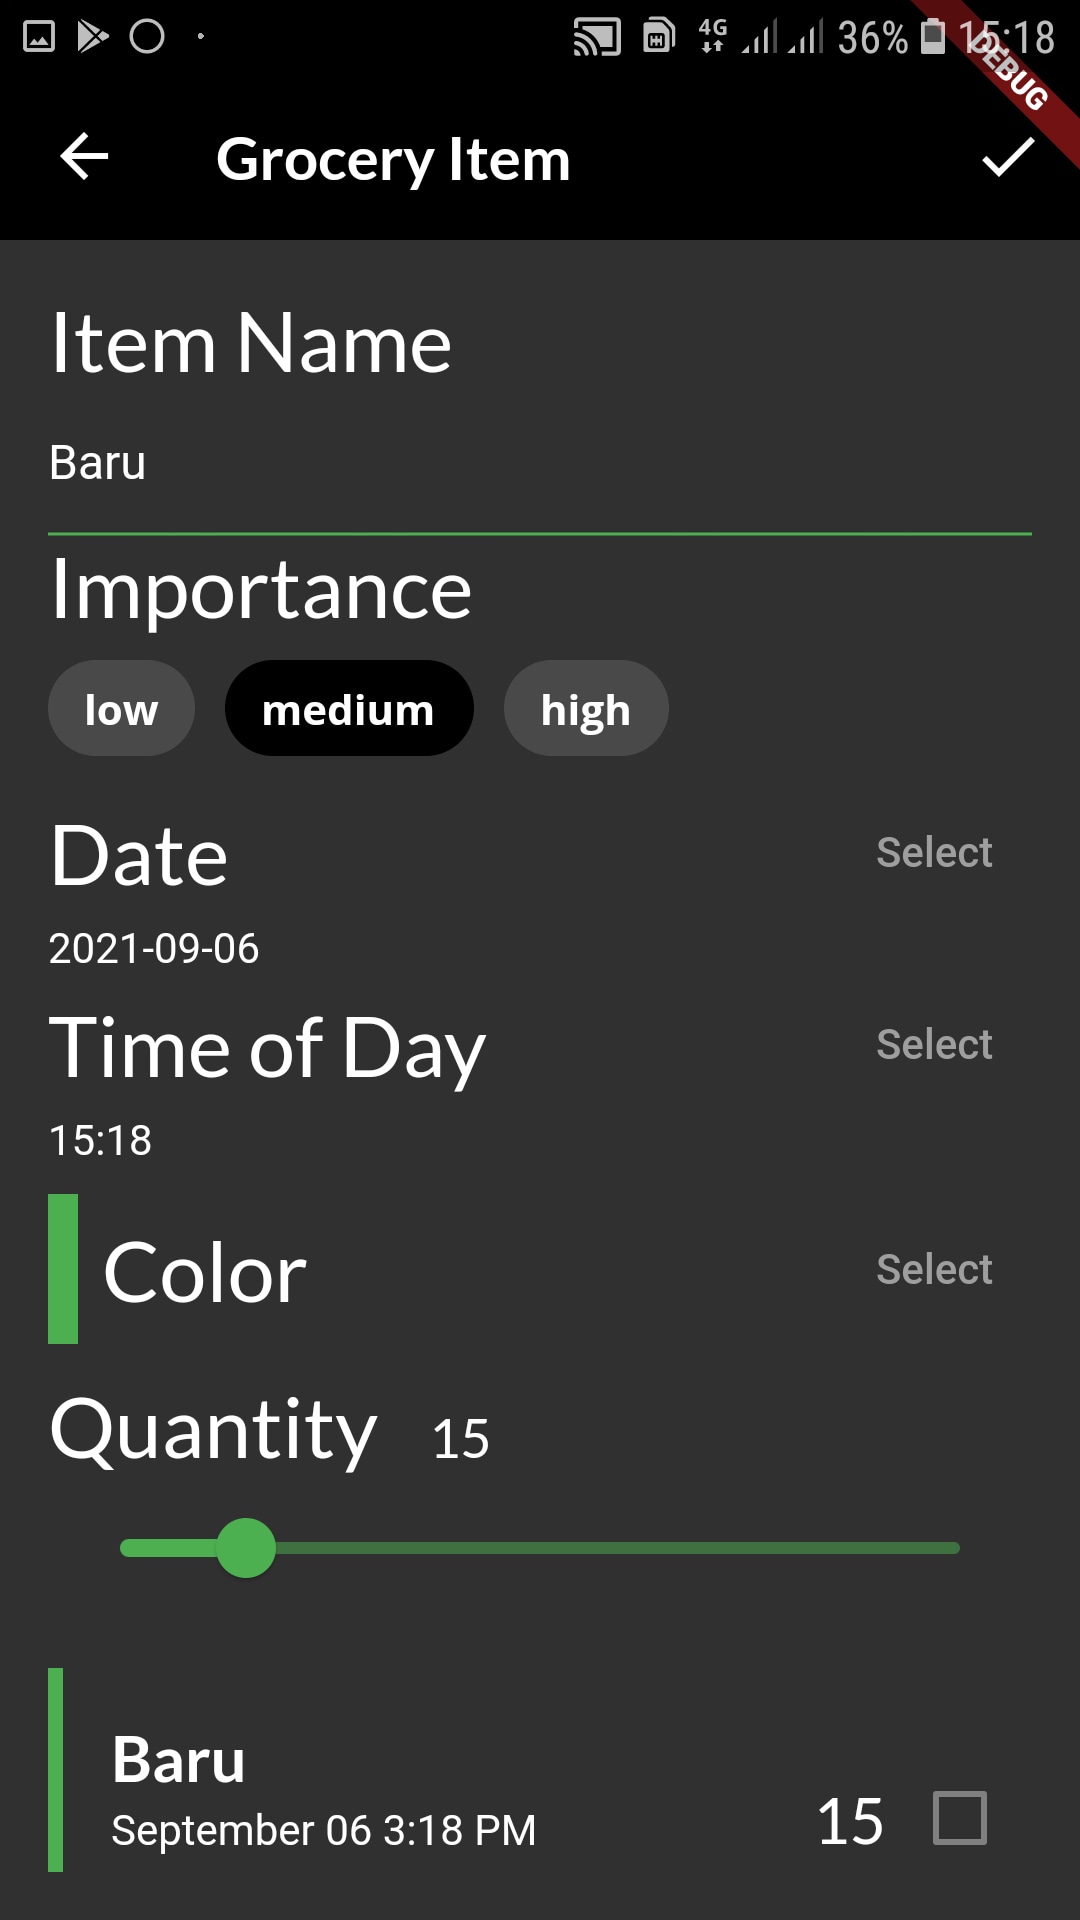 4G 36% 15:18
DEBUG
Grocery Item
Item Name
Baru
Importance
low medium high
Date Select
2021-09-06
Time of Day Select
15:18
Color Select
Quantity 15
Baru
September 06 3:18 PM 15